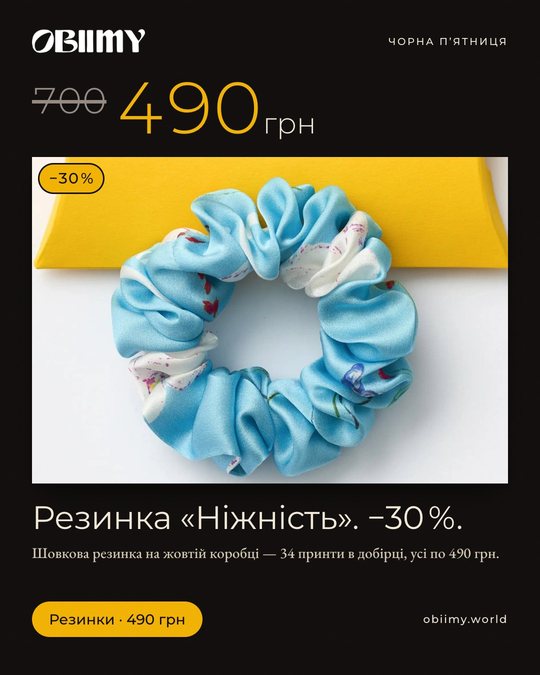 OBIIMY
ЧОРНА П'ЯТНИЦЯ
700 490 грн
−30 %
Резинка «Ніжність». −30 %.
Шовкова резинка на жовтій коробці — 34 принти в добірці, усі по 490 грн.
Резинки · 490 грн
obiimy.world